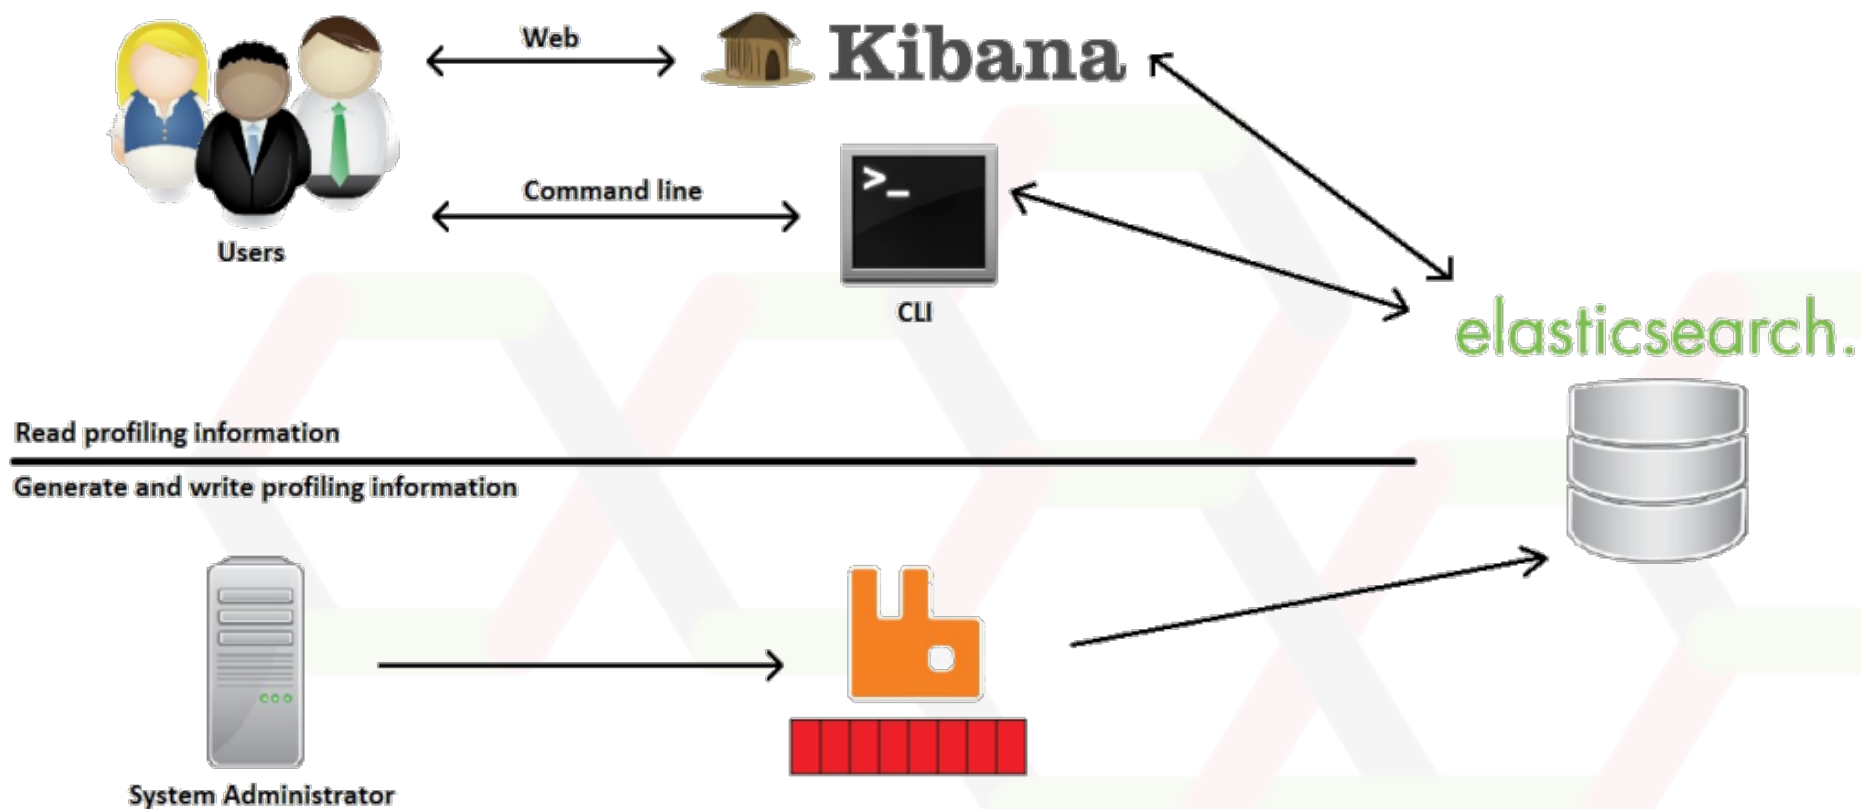 Web
Kibana
>_
Command line
Users
CLI
elasticsearch.
Read profiling information
Generate and write profiling information
System Administrator